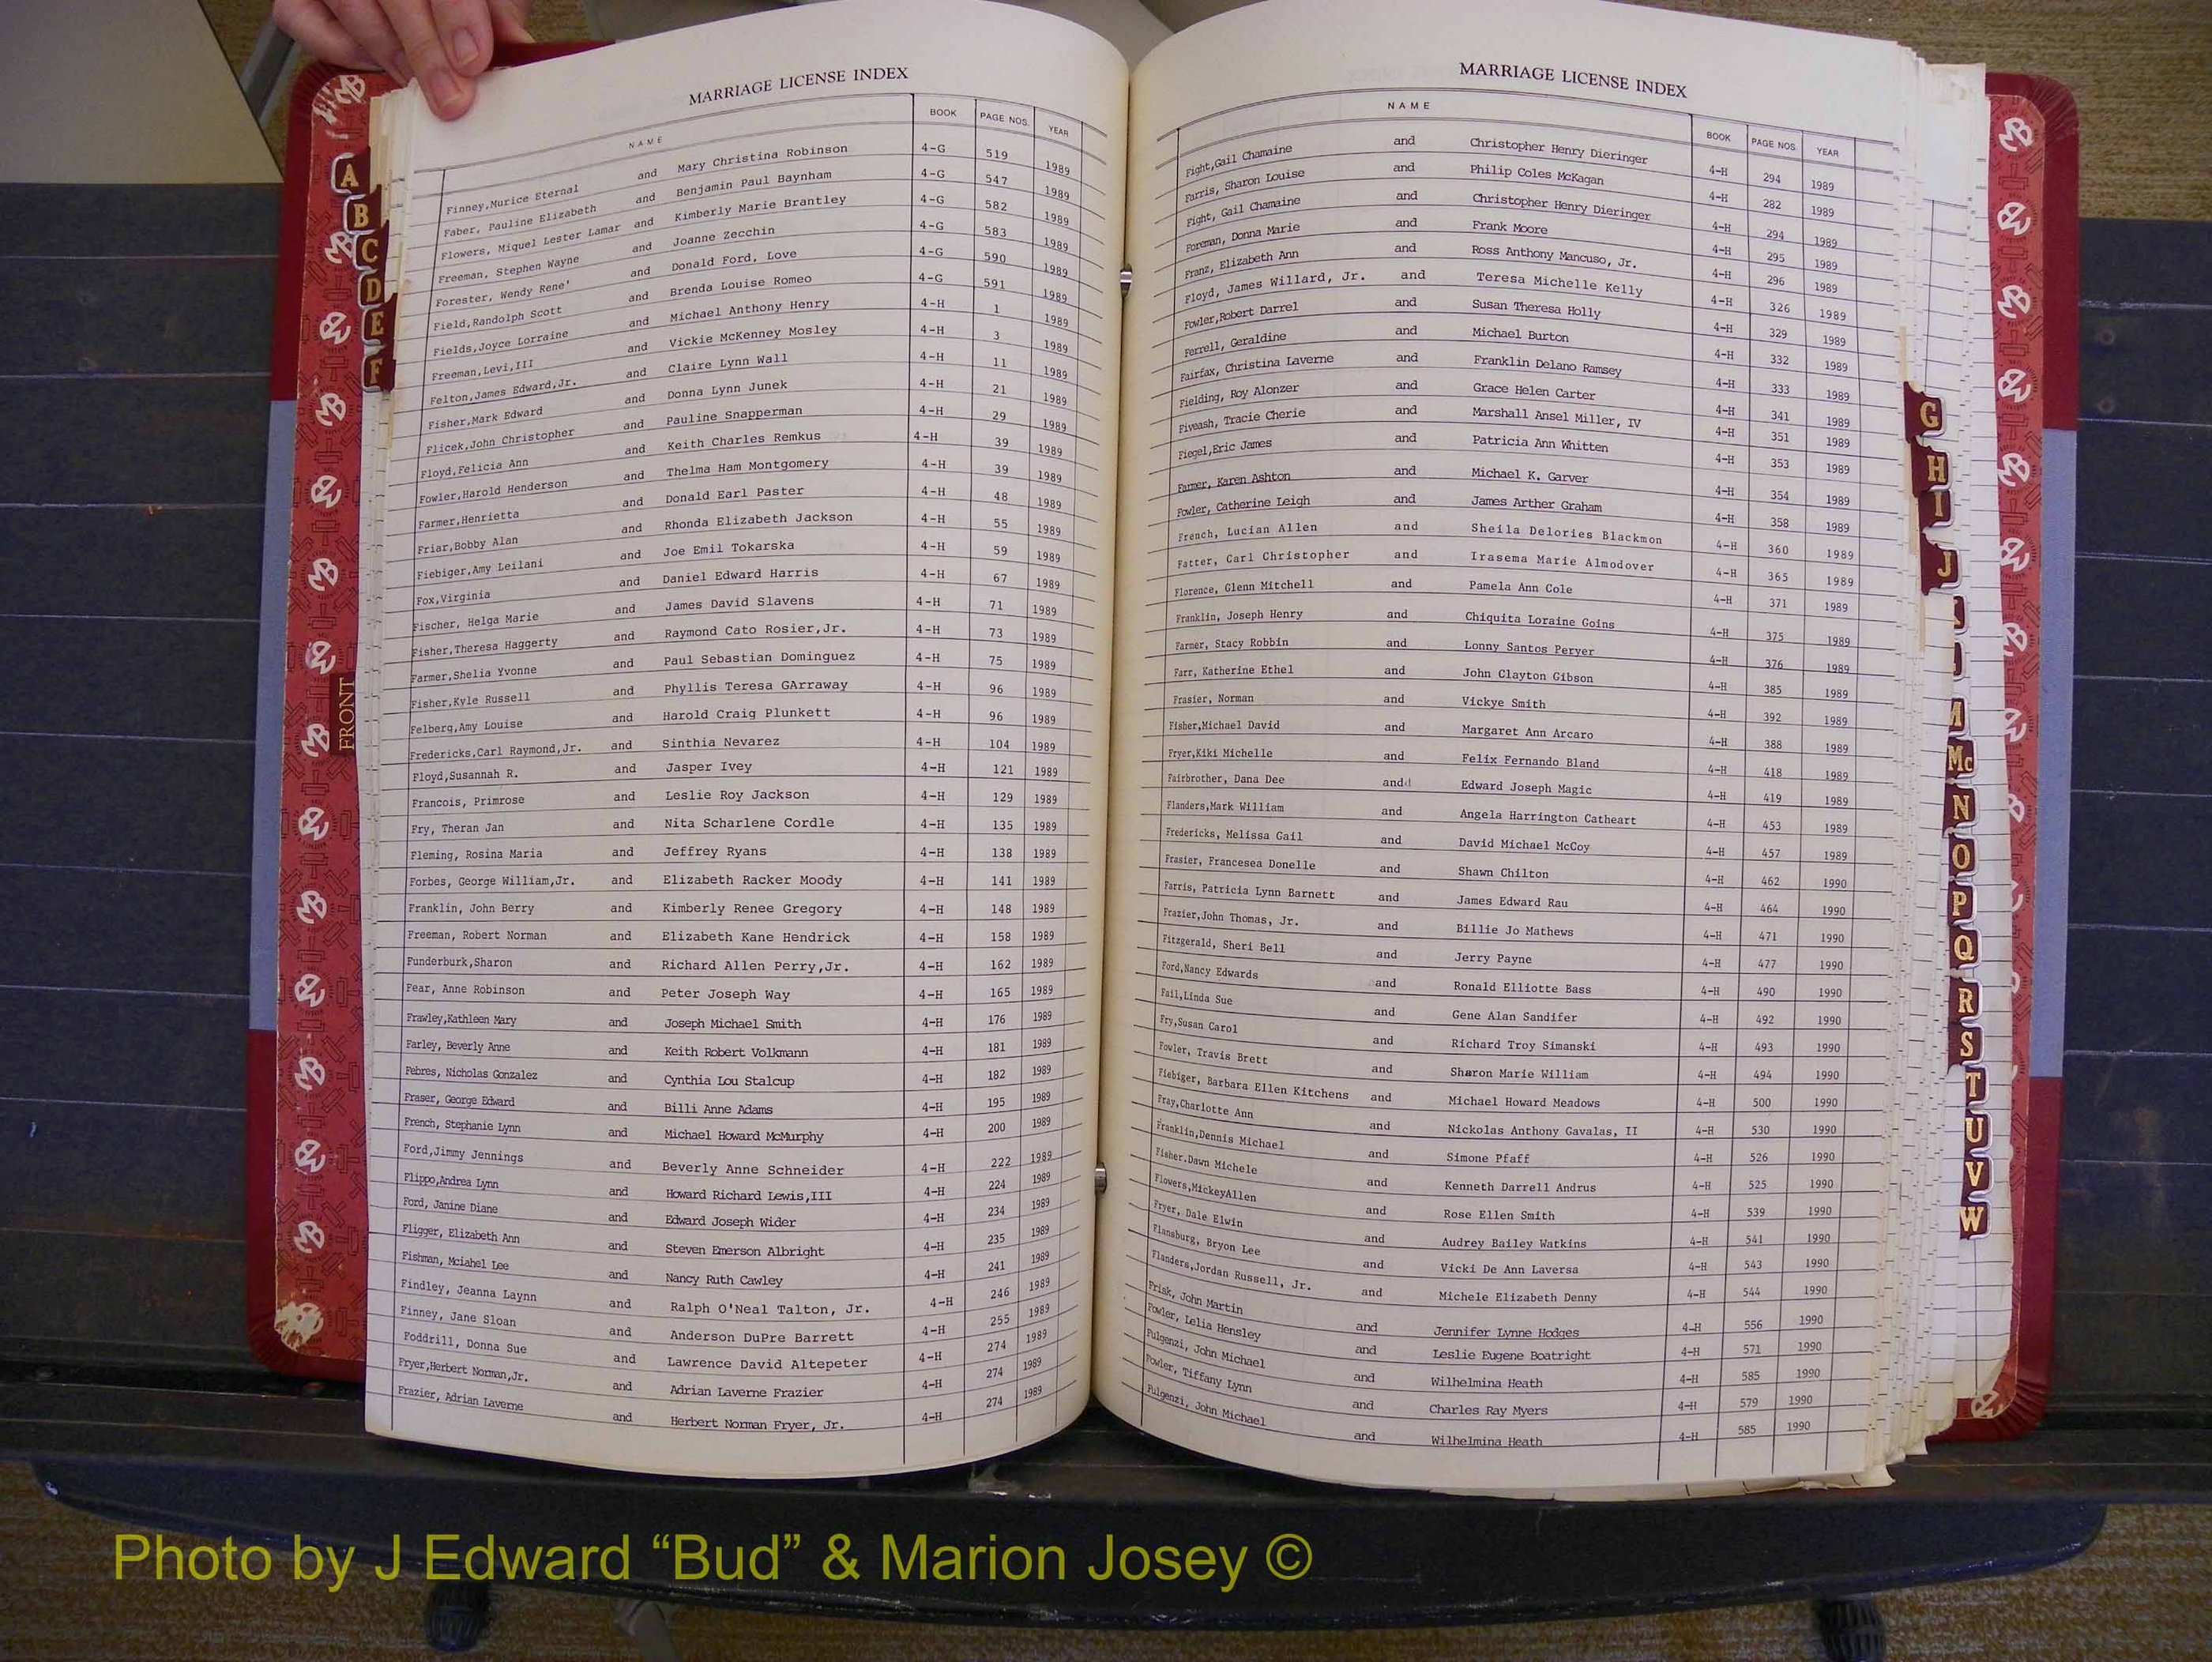 MARRIAGE LICENSE INDEX
NAME BOOK PAGE NOS. YEAR
Finney,Murice Eternal and Mary Christina Robinson 4-G 519 1989
Faber, Pauline Elizabeth and Benjamin Paul Baynham 4-G 547 1989
Flowers, Miquel Lester Lamar and Kimberly Marie Brantley 4-G 582 1989
Freeman, Stephen Wayne and Joanne Zecchin 4-G 583 1989
Forester, Wendy Rene' and Donald Ford, Love 4-G 590 1989
Field,Randolph Scott and Brenda Louise Romeo 4-G 591 1989
Fields,Joyce Lorraine and Michael Anthony Henry 4-H 1 1989
Freeman,Levi,III and Vickie McKenney Mosley 4-H 3 1989
Felton,James Edward,Jr. and Claire Lynn Wall 4-H 11 1989
Fisher,Mark Edward and Donna Lynn Junek 4-H 21 1989
Flicek,John Christopher and Pauline Snapperman 4-H 29 1989
Floyd,Felicia Ann and Keith Charles Remkus 4-H 39 1989
Fowler,Harold Henderson and Thelma Ham Montgomery 4-H 39 1989
Farmer,Henrietta and Donald Earl Paster 4-H 48 1989
Friar,Bobby Alan and Rhonda Elizabeth Jackson 4-H 55 1989
Fiebiger,Amy Leilani and Joe Emil Tokarska 4-H 59 1989
Fox,Virginia and Daniel Edward Harris 4-H 67 1989
Fischer, Helga Marie and James David Slavens 4-H 71 1989
Fisher,Theresa Haggerty and Raymond Cato Rosier,Jr. 4-H 73 1989
Farmer,Shelia Yvonne and Paul Sebastian Dominguez 4-H 75 1989
Fisher,Kyle Russell and Phyllis Teresa GArraway 4-H 96 1989
Felberg,Amy Louise and Harold Craig Plunkett 4-H 96 1989
Fredericks,Carl Raymond,Jr. and Sinthia Nevarez 4-H 104 1989
Floyd,Susannah R. and Jasper Ivey 4-H 121 1989
Francois, Primrose and Leslie Roy Jackson 4-H 129 1989
Fry, Theran Jan and Nita Scharlene Cordle 4-H 135 1989
Fleming, Rosina Maria and Jeffrey Ryans 4-H 138 1989
Forbes, George William,Jr. and Elizabeth Racker Moody 4-H 141 1989
Franklin, John Berry and Kimberly Renee Gregory 4-H 148 1989
Freeman, Robert Norman and Elizabeth Kane Hendrick 4-H 158 1989
Funderburk,Sharon and Richard Allen Perry,Jr. 4-H 162 1989
Fear, Anne Robinson and Peter Joseph Way 4-H 165 1989
Frawley,Kathleen Mary and Joseph Michael Smith 4-H 176 1989
Farley, Beverly Anne and Keith Robert Volkmann 4-H 181 1989
Febres, Nicholas Gonzalez and Cynthia Lou Stalcup 4-H 182 1989
Fraser, George Edward and Billi Anne Adams 4-H 195 1989
French, Stephanie Lynn and Michael Howard McMurphy 4-H 200 1989
Ford,Jimmy Jennings and Beverly Anne Schneider 4-H 222 1989
Flippo,Andrea Lynn and Howard Richard Lewis,III 4-H 224 1989
Ford, Janine Diane and Edward Joseph Wider 4-H 234 1989
Fligger, Elizabeth Ann and Steven Emerson Albright 4-H 235 1989
Fishman, Mciahel Lee and Nancy Ruth Cawley 4-H 241 1989
Findley, Jeanna Laynn and Ralph O'Neal Talton, Jr. 4-H 246 1989
Finney, Jane Sloan and Anderson DuPre Barrett 4-H 255 1989
Foddrill, Donna Sue and Lawrence David Altepeter 4-H 274 1989
Fryer,Herbert Norman,Jr. and Adrian Laverne Frazier 4-H 274 1989
Frazier, Adrian Laverne and Herbert Norman Fryer, Jr. 4-H 274 1989
MARRIAGE LICENSE INDEX
NAME BOOK PAGE NOS. YEAR
Fight,Gail Chamaine and Christopher Henry Dieringer 4-H 294 1989
Farris, Sharon Louise and Philip Coles McKagan 4-H 282 1989
Fight, Gail Chamaine and Christopher Henry Dieringer 4-H 294 1989
Foreman, Donna Marie and Frank Moore 4-H 295 1989
Franz, Elizabeth Ann and Ross Anthony Mancuso, Jr. 4-H 296 1989
Floyd, James Willard, Jr. and Teresa Michelle Kelly 4-H 326 1989
Fowler,Robert Darrel and Susan Theresa Holly 4-H 329 1989
Ferrell, Geraldine and Michael Burton 4-H 332 1989
Fairfax, Christina Laverne and Franklin Delano Ramsey 4-H 333 1989
Fielding, Roy Alonzer and Grace Helen Carter 4-H 341 1989
Fiveash, Tracie Cherie and Marshall Ansel Miller, IV 4-H 351 1989
Fiegel,Eric James and Patricia Ann Whitten 4-H 353 1989
Farmer, Karen Ashton and Michael K. Garver 4-H 354 1989
Fowler, Catherine Leigh and James Arther Graham 4-H 358 1989
French, Lucian Allen and Sheila Delories Blackmon 4-H 360 1989
Fatter, Carl Christopher and Irasema Marie Almodover 4-H 365 1989
Florence, Glenn Mitchell and Pamela Ann Cole 4-H 371 1989
Franklin, Joseph Henry and Chiquita Loraine Goins 4-H 375 1989
Farmer, Stacy Robbin and Lonny Santos Peryer 4-H 376 1989
Farr, Katherine Ethel and John Clayton Gibson 4-H 385 1989
Frasier, Norman and Vickye Smith 4-H 392 1989
Fisher,Michael David and Margaret Ann Arcaro 4-H 388 1989
Fryer,Kiki Michelle and Felix Fernando Bland 4-H 418 1989
Fairbrother, Dana Dee and Edward Joseph Magic 4-H 419 1989
Flanders,Mark William and Angela Harrington Catheart 4-H 453 1989
Fredericks, Melissa Gail and David Michael McCoy 4-H 457 1989
Frasier, Francesea Donelle and Shawn Chilton 4-H 462 1990
Farris, Patricia Lynn Barnett and James Edward Rau 4-H 464 1990
Frazier,John Thomas, Jr. and Billie Jo Mathews 4-H 471 1990
Fitzgerald, Sheri Bell and Jerry Payne 4-H 477 1990
Ford,Nancy Edwards and Ronald Elliotte Bass 4-H 490 1990
Fail,Linda Sue and Gene Alan Sandifer 4-H 492 1990
Fry,Susan Carol and Richard Troy Simanski 4-H 493 1990
Fowler, Travis Brett and Sharon Marie William 4-H 494 1990
Fiebiger, Barbara Ellen Kitchens and Michael Howard Meadows 4-H 500 1990
Fray,Charlotte Ann and Nickolas Anthony Gavalas, II 4-H 530 1990
Franklin,Dennis Michael and Simone Pfaff 4-H 526 1990
Fisher.Dawn Michele and Kenneth Darrell Andrus 4-H 525 1990
Flowers,MickeyAllen and Rose Ellen Smith 4-H 539 1990
Fryer, Dale Elwin and Audrey Bailey Watkins 4-H 541 1990
Flansburg, Bryon Lee and Vicki De Ann Laversa 4-H 543 1990
Flanders,Jordan Russell, Jr. and Michele Elizabeth Denny 4-H 544 1990
Frisk, John Martin and Jennifer Lynne Hodges 4-H 556 1990
Fowler, Lelia Hensley and Leslie Eugene Boatright 4-H 571 1990
Fulgenzi, John Michael and Wilhelmina Heath 4-H 585 1990
Fowler, Tiffany Lynn and Charles Ray Myers 4-H 579 1990
Fulgenzi, John Michael and Wilhelmina Heath 4-H 585 1990
A
B
C
D
E
F
FRONT
G
H
I
J
Mc
N
O
P
Q
R
S
T
U
V
W
Photo by J Edward “Bud” & Marion Josey ©